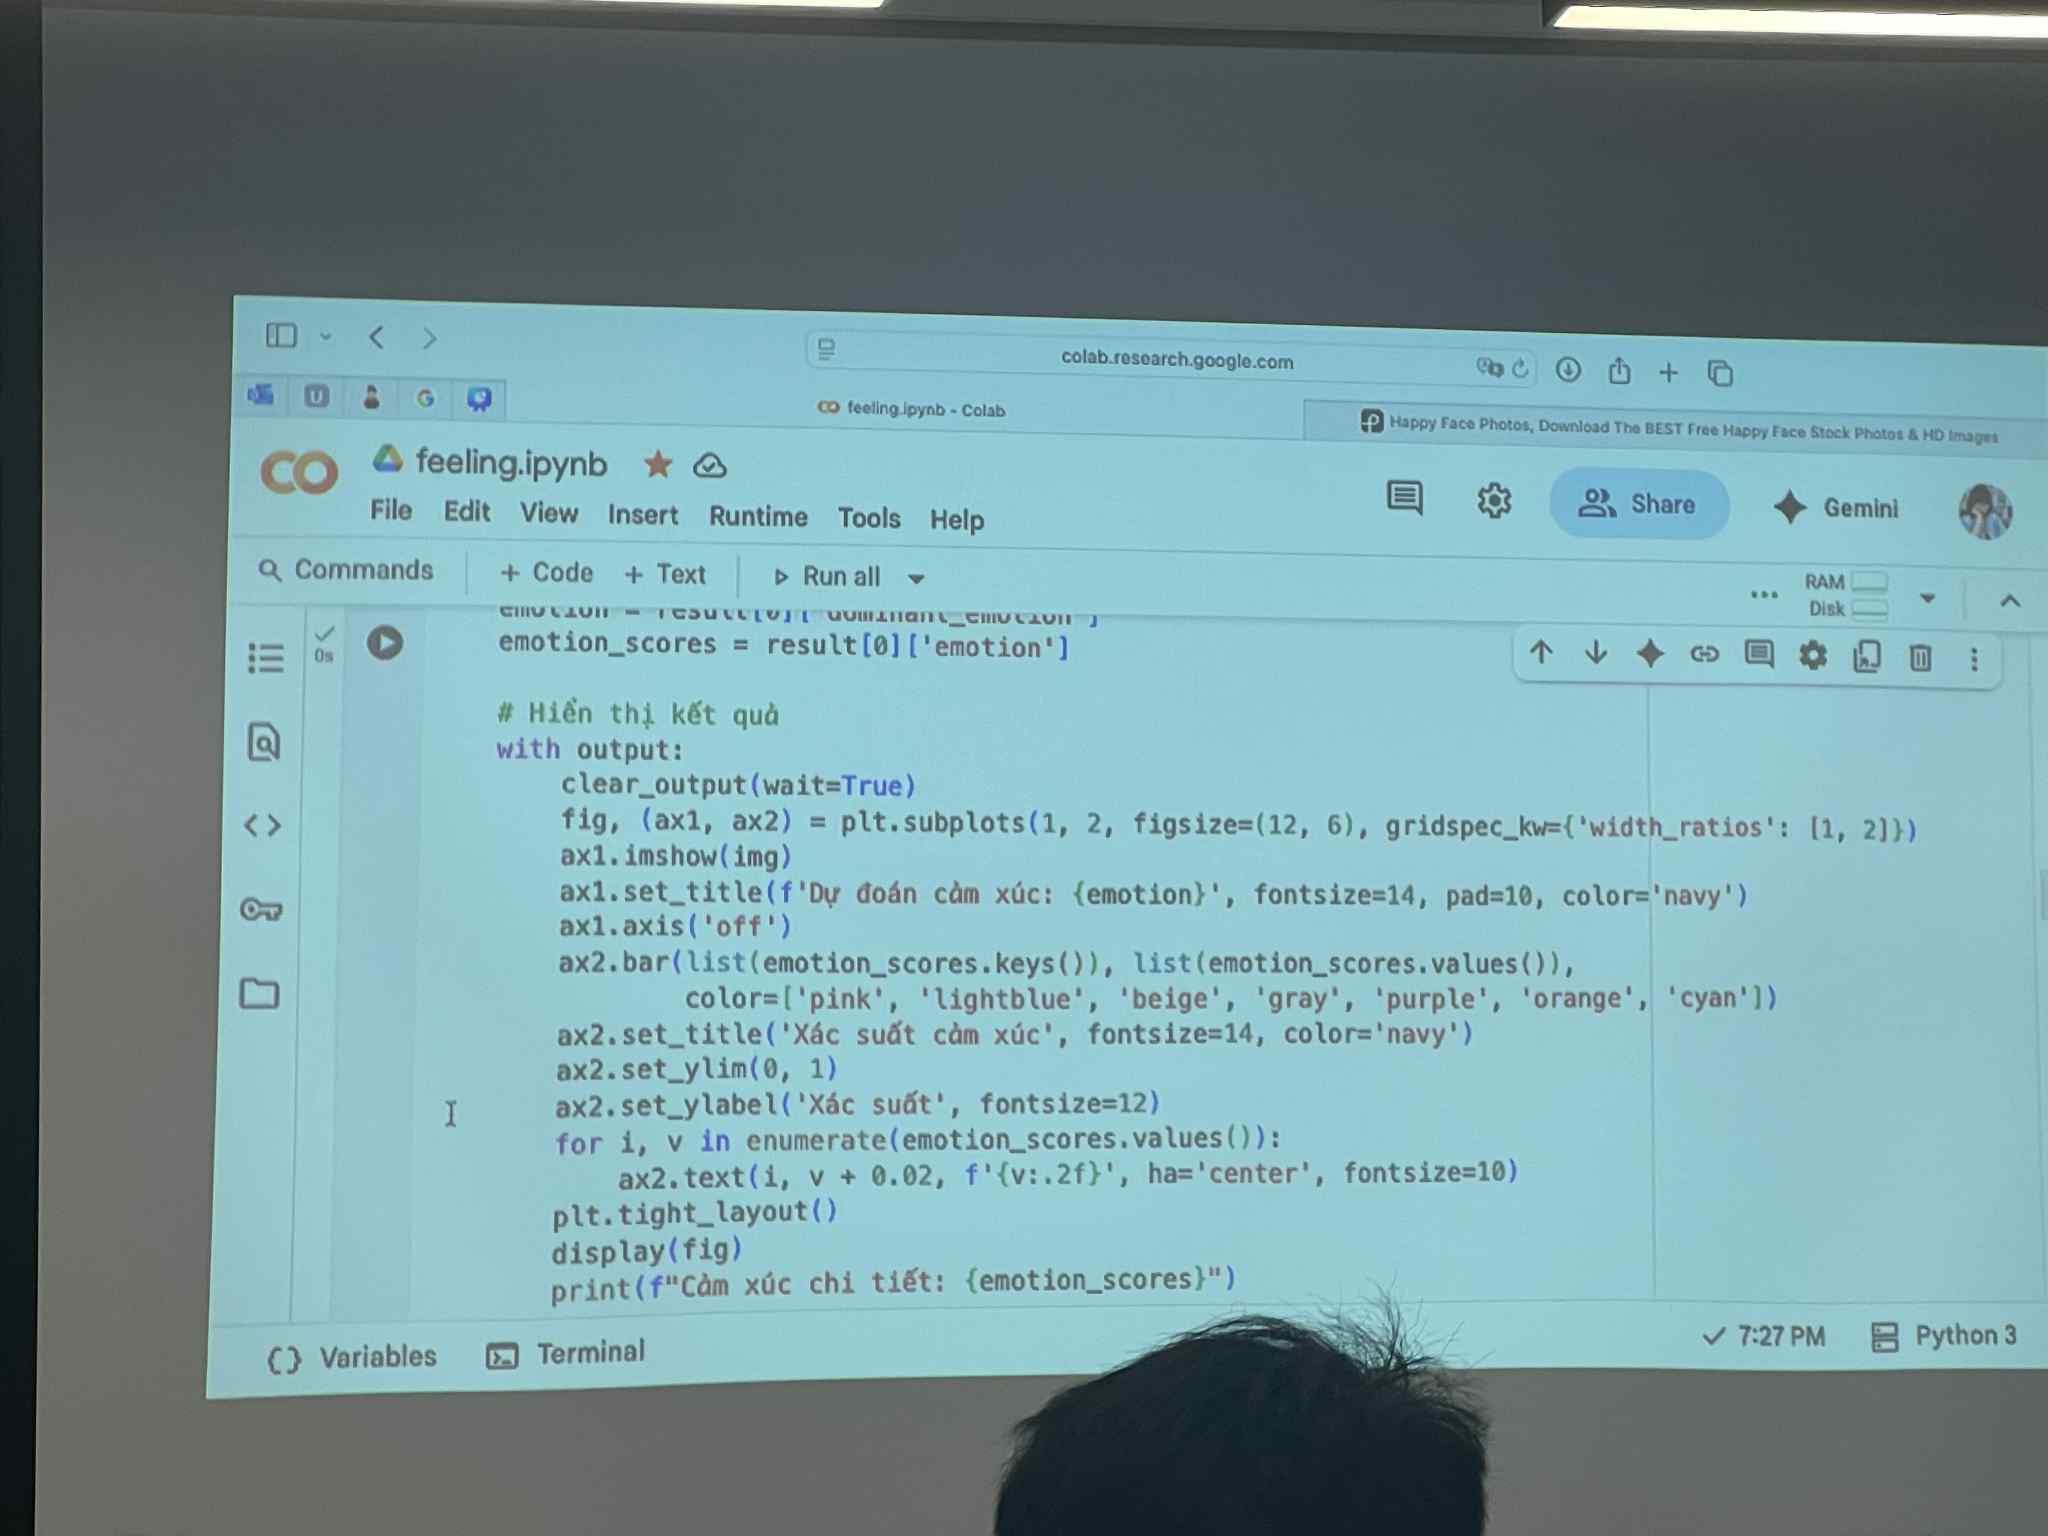 colab.research.google.com
feeling.ipynb - Colab
Happy Face Photos, Download The BEST Free Happy Face Stock Photos & HD Images
CO feeling.ipynb
File Edit View Insert Runtime Tools Help
Share
Gemini
Commands + Code + Text Run all
RAM
Disk
emotion = result[0]['dominant_emotion']
0s
emotion_scores = result[0]['emotion']
# Hiển thị kết quả
with output:
clear_output(wait=True)
fig, (ax1, ax2) = plt.subplots(1, 2, figsize=(12, 6), gridspec_kw={'width_ratios': [1, 2]})
ax1.imshow(img)
ax1.set_title(f'Dự đoán cảm xúc: {emotion}', fontsize=14, pad=10, color='navy')
ax1.axis('off')
ax2.bar(list(emotion_scores.keys()), list(emotion_scores.values()),
color=['pink', 'lightblue', 'beige', 'gray', 'purple', 'orange', 'cyan'])
ax2.set_title('Xác suất cảm xúc', fontsize=14, color='navy')
ax2.set_ylim(0, 1)
ax2.set_ylabel('Xác suất', fontsize=12)
for i, v in enumerate(emotion_scores.values()):
ax2.text(i, v + 0.02, f'{v:.2f}', ha='center', fontsize=10)
plt.tight_layout()
display(fig)
print(f"Cảm xúc chi tiết: {emotion_scores}")
Variables Terminal
7:27 PM Python 3